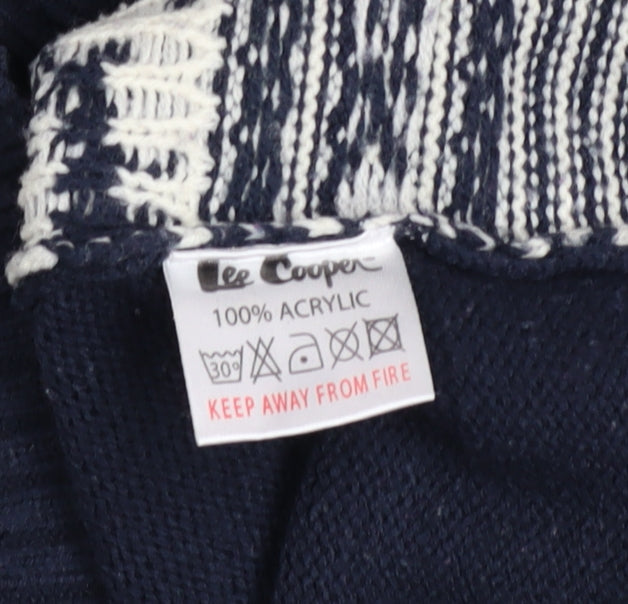 Lee Cooper
100% ACRYLIC
30°
KEEP AWAY FROM FIRE